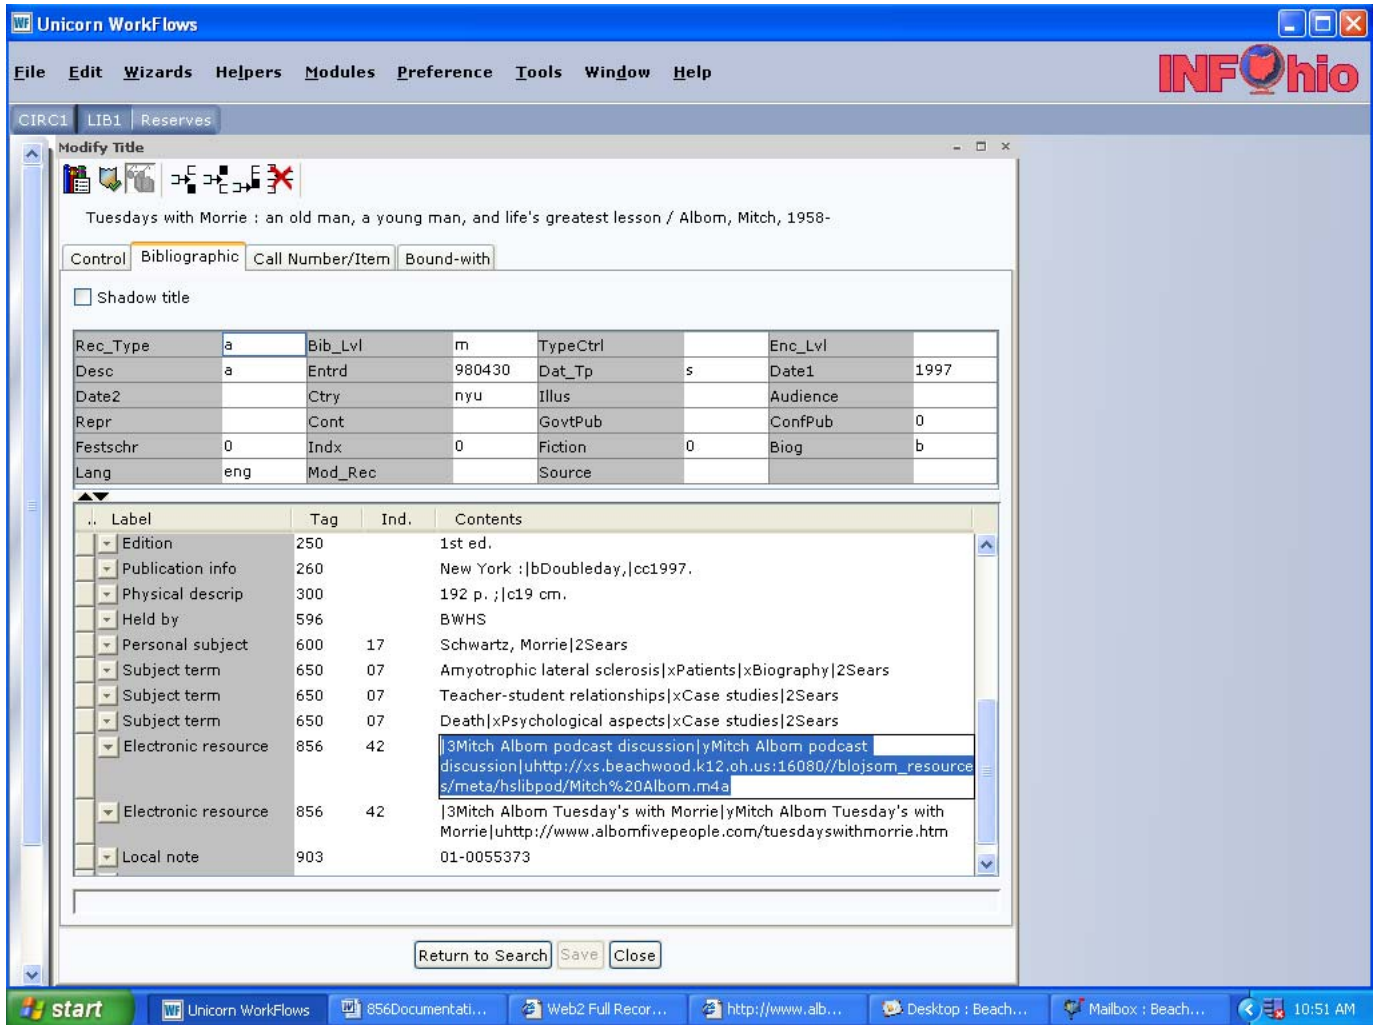 WF Unicorn WorkFlows
File Edit Wizards Helpers Modules Preference Tools Window Help
INFOhio
CIRC1 LIB1 Reserves
Modify Title
Tuesdays with Morrie : an old man, a young man, and life's greatest lesson / Albom, Mitch, 1958-
Control Bibliographic Call Number/Item Bound-with
Shadow title
Rec_Type a Bib_Lvl m TypeCtrl Enc_Lvl
Desc a Entrd 980430 Dat_Tp s Date1 1997
Date2 Ctry nyu Illus Audience
Repr Cont GovtPub ConfPub 0
Festschr 0 Indx 0 Fiction 0 Biog b
Lang eng Mod_Rec Source
.. Label Tag Ind. Contents
Edition 250 1st ed.
Publication info 260 New York :|bDoubleday,|cc1997.
Physical descrip 300 192 p. ;|c19 cm.
Held by 596 BWHS
Personal subject 600 17 Schwartz, Morrie|2Sears
Subject term 650 07 Amyotrophic lateral sclerosis|xPatients|xBiography|2Sears
Subject term 650 07 Teacher-student relationships|xCase studies|2Sears
Subject term 650 07 Death|xPsychological aspects|xCase studies|2Sears
Electronic resource 856 42 |3Mitch Albom podcast discussion|yMitch Albom podcast
discussion|uhttp://xs.beachwood.k12.oh.us:16080//blojsom_resource
s/meta/hslibpod/Mitch%20Albom.m4a
Electronic resource 856 42 |3Mitch Albom Tuesday's with Morrie|yMitch Albom Tuesday's with
Morrie|uhttp://www.albomfivepeople.com/tuesdayswithmorrie.htm
Local note 903 01-0055373
Return to Search Save Close
start WF Unicorn WorkFlows 856Documentati... Web2 Full Recor... http://www.alb... Desktop : Beach... Mailbox : Beach... 10:51 AM